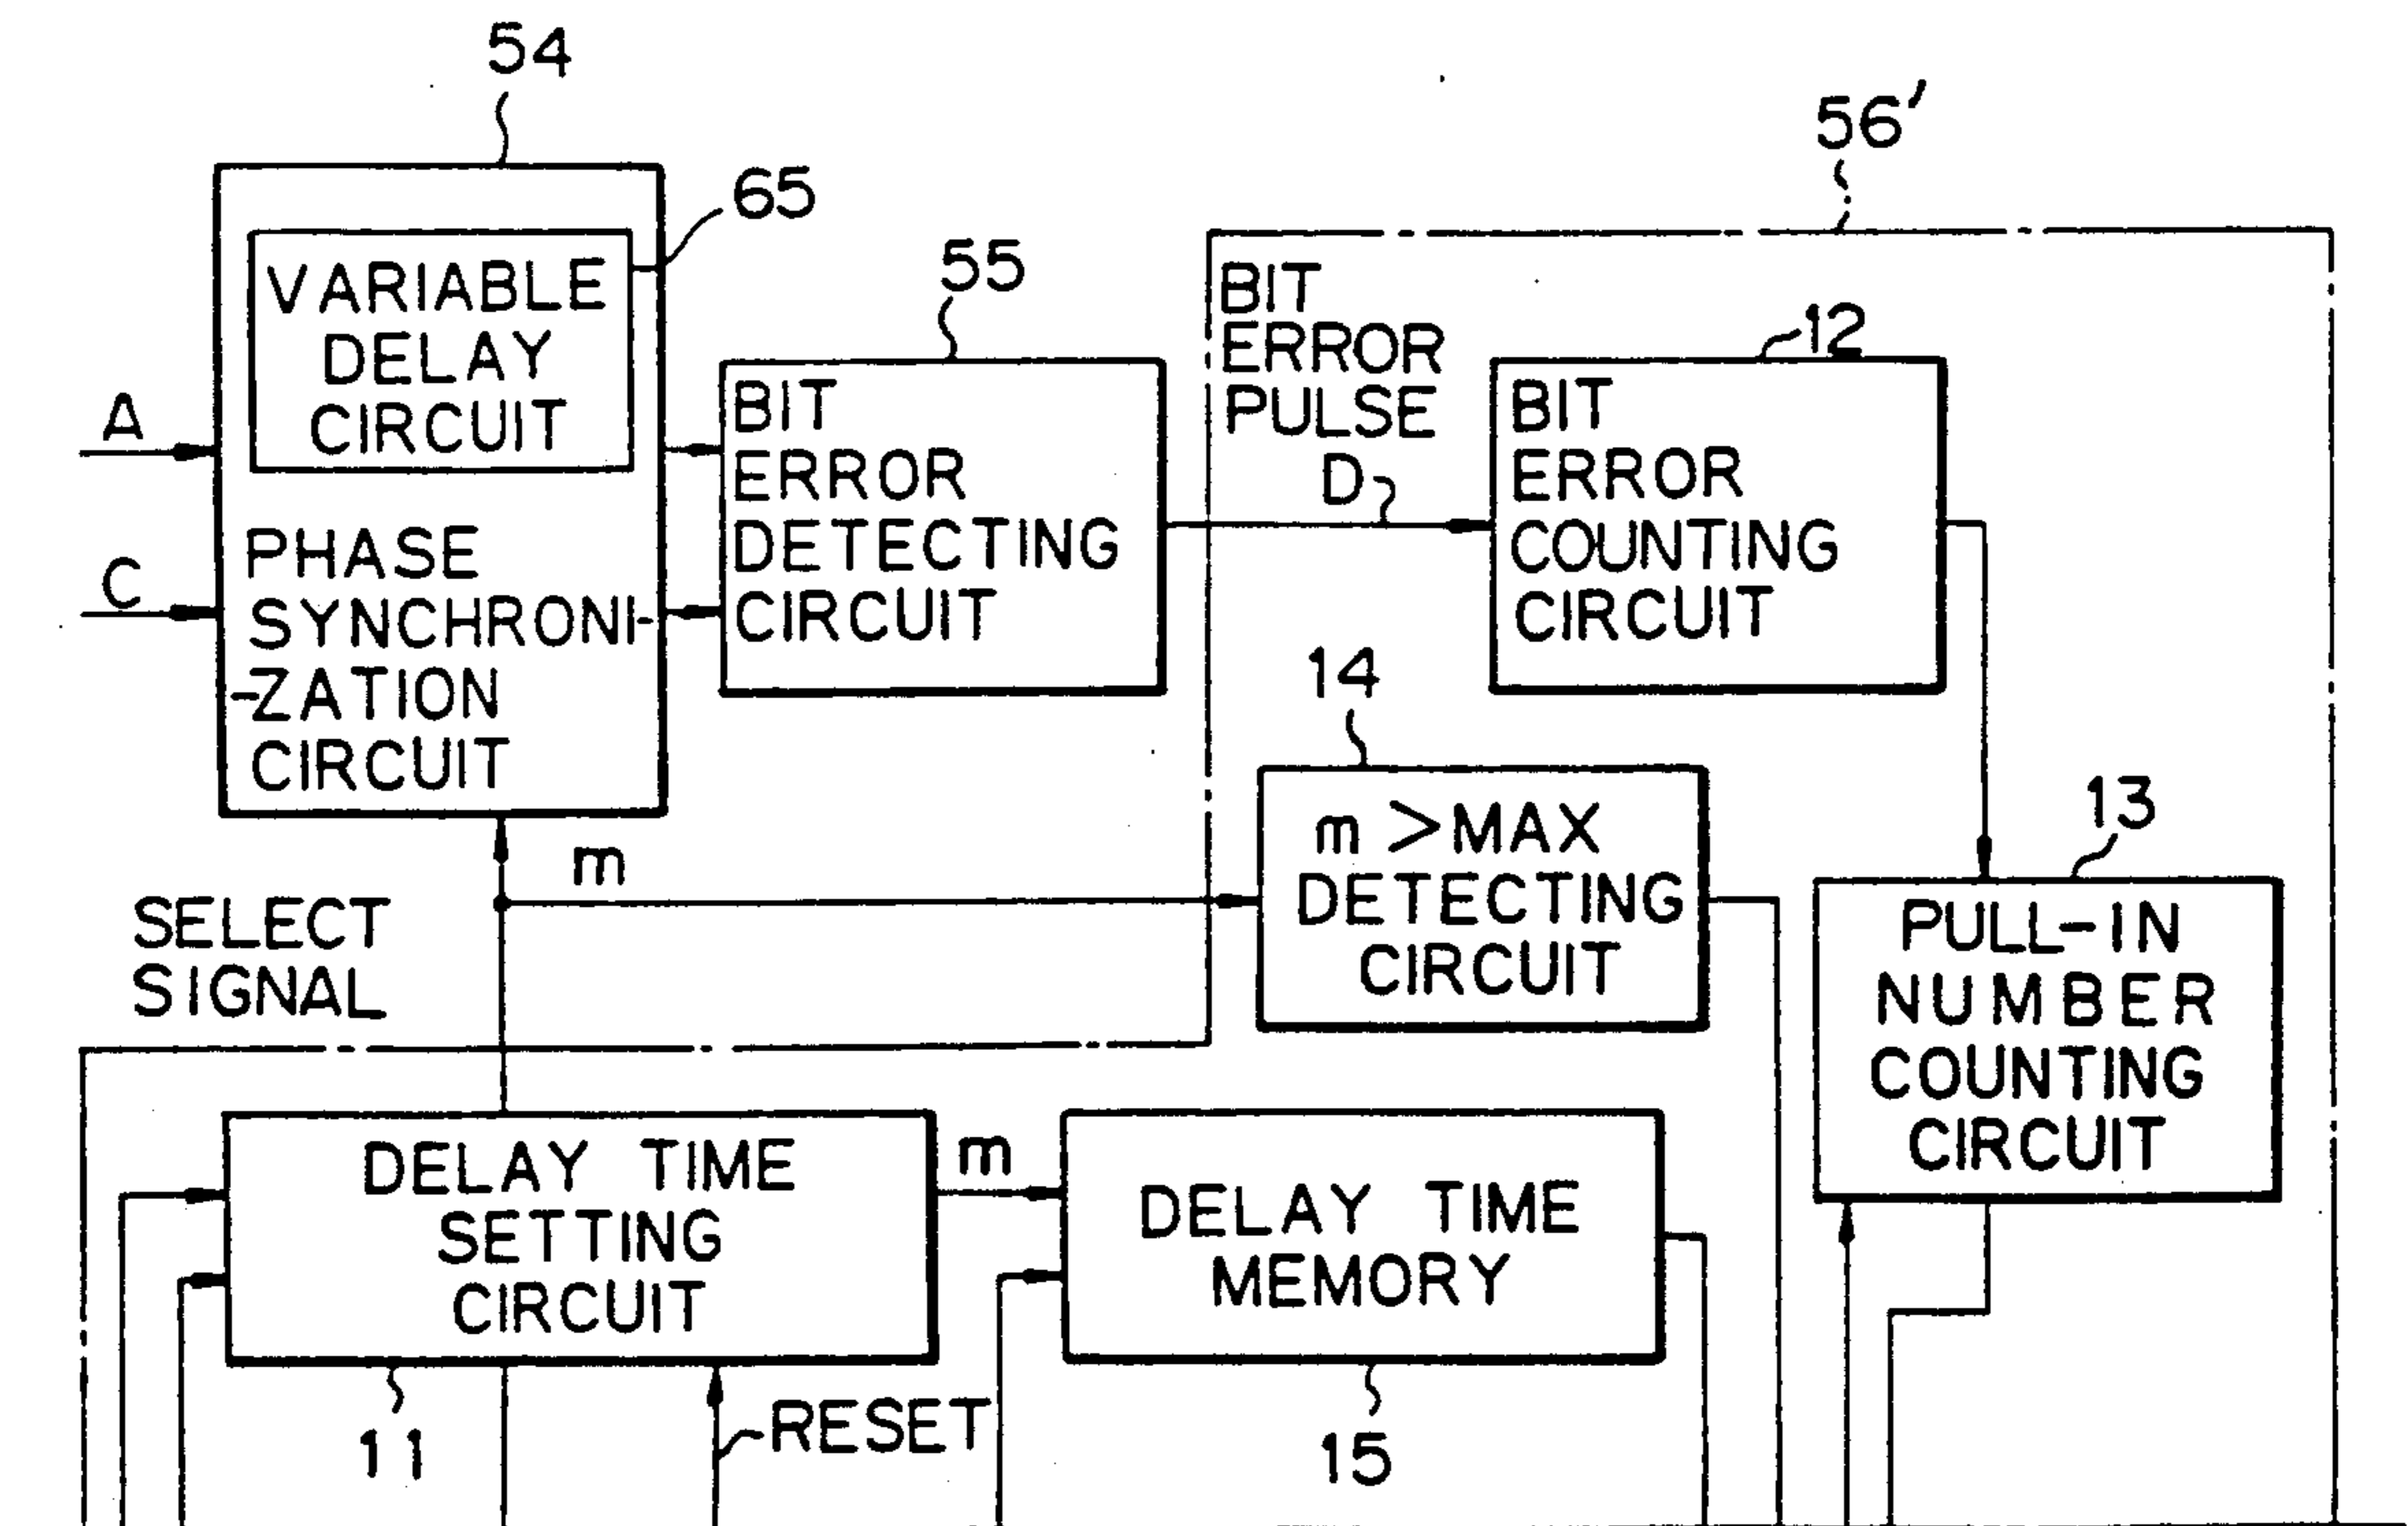 54
65
VARIABLE
DELAY
CIRCUIT
A
C
PHASE
SYNCHRONI-
-ZATION
CIRCUIT
55
BIT
ERROR
DETECTING
CIRCUIT
56'
BIT
ERROR
PULSE
D
12
BIT
ERROR
COUNTING
CIRCUIT
14
m > MAX
DETECTING
CIRCUIT
13
PULL-IN
NUMBER
COUNTING
CIRCUIT
m
SELECT
SIGNAL
DELAY TIME
SETTING
CIRCUIT
m
DELAY TIME
MEMORY
11
RESET
15